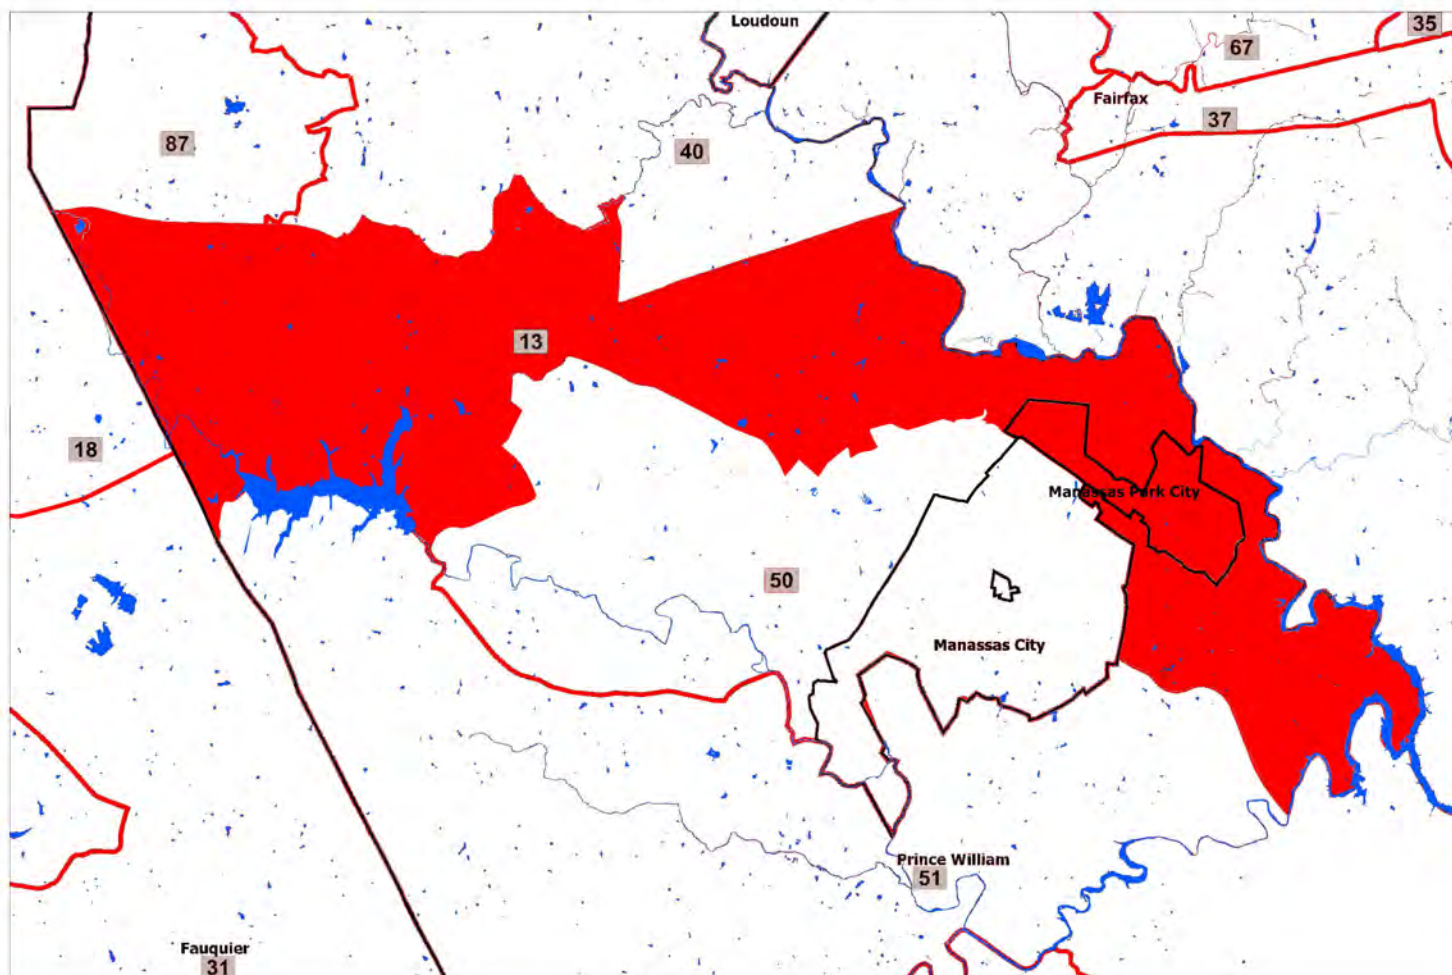 Loudoun
35
67
Fairfax
37
87
40
13
18
Manassas Park City
50
Manassas City
Prince William
51
Fauquier
31